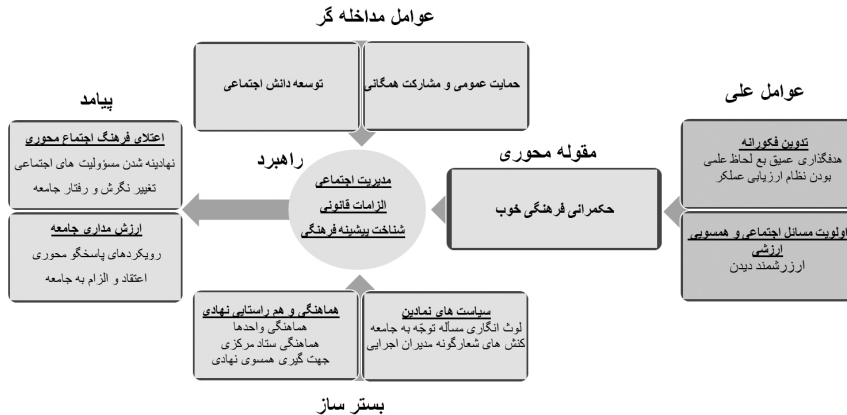 عوامل مداخله گر
حمایت عمومی و مشارکت همگانی
توسعه دانش اجتماعی
عوامل علی
تدوین فکورانه
هدفگذاری عمیق بع لحاظ علمی
بودن نظام ارزیابی عملکر
اولویت مسائل اجتماعی و همسویی
ارزشی
ارزرشمند دیدن
مقوله محوری
حکمرانی فرهنگی خوب
راهبرد
مدیریت اجتماعی
الزامات قانونی
شناخت پیشینه فرهنگی
پیامد
اعتلای فرهنگ اجتماع محوری
نهادینه شدن مسؤولیت های اجتماعی
تغییر نگرش و رفتار جامعه
ارزش مداری جامعه
رویکردهای پاسخگو محوری
اعتقاد و الزام به جامعه
سیاست های نمادین
لوث انگاری مسأله توجّه به جامعه
کنش های شعارگونه مدیران اجرایی
هماهنگی و هم راستایی نهادی
هماهنگی واحدها
هماهنگی ستاد مرکزی
جهت گیری همسوی نهادی
بستر ساز